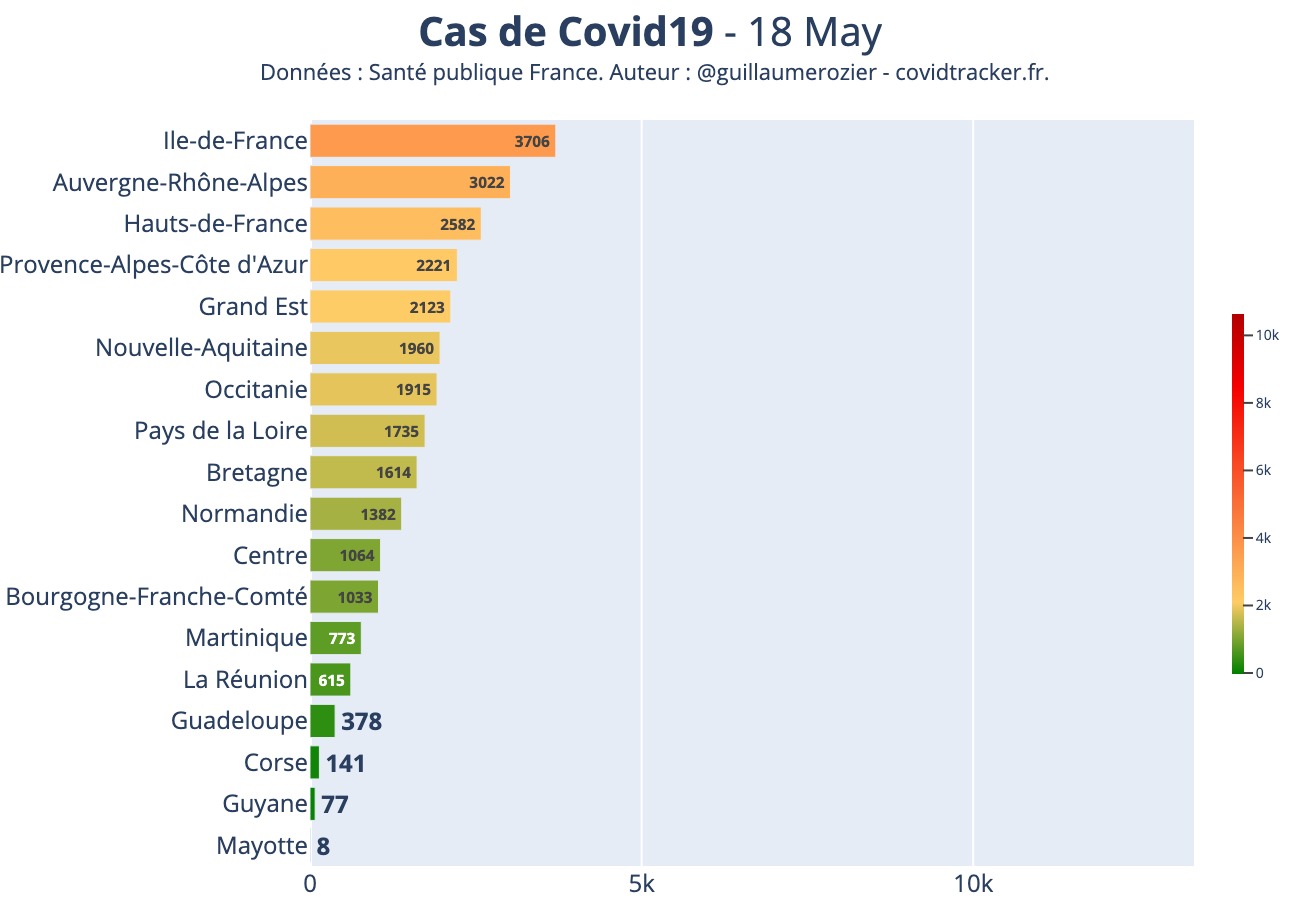 Cas de Covid19 - 18 May
Données : Santé publique France. Auteur : @guillaumerozier - covidtracker.fr.
Ile-de-France 3706
Auvergne-Rhône-Alpes 3022
Hauts-de-France 2582
Provence-Alpes-Côte d'Azur 2221
Grand Est 2123
Nouvelle-Aquitaine 1960
Occitanie 1915
Pays de la Loire 1735
Bretagne 1614
Normandie 1382
Centre 1064
Bourgogne-Franche-Comté 1033
Martinique 773
La Réunion 615
Guadeloupe 378
Corse 141
Guyane 77
Mayotte 8
0 5k 10k
10k
8k
6k
4k
2k
0